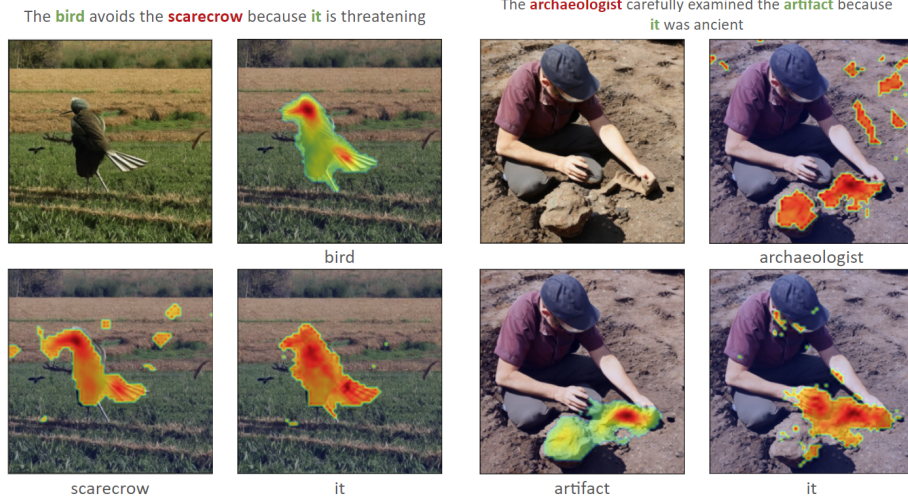 The bird avoids the scarecrow because it is threatening
The archaeologist carefully examined the artifact because
it was ancient
bird
archaeologist
scarecrow
it
artifact
it